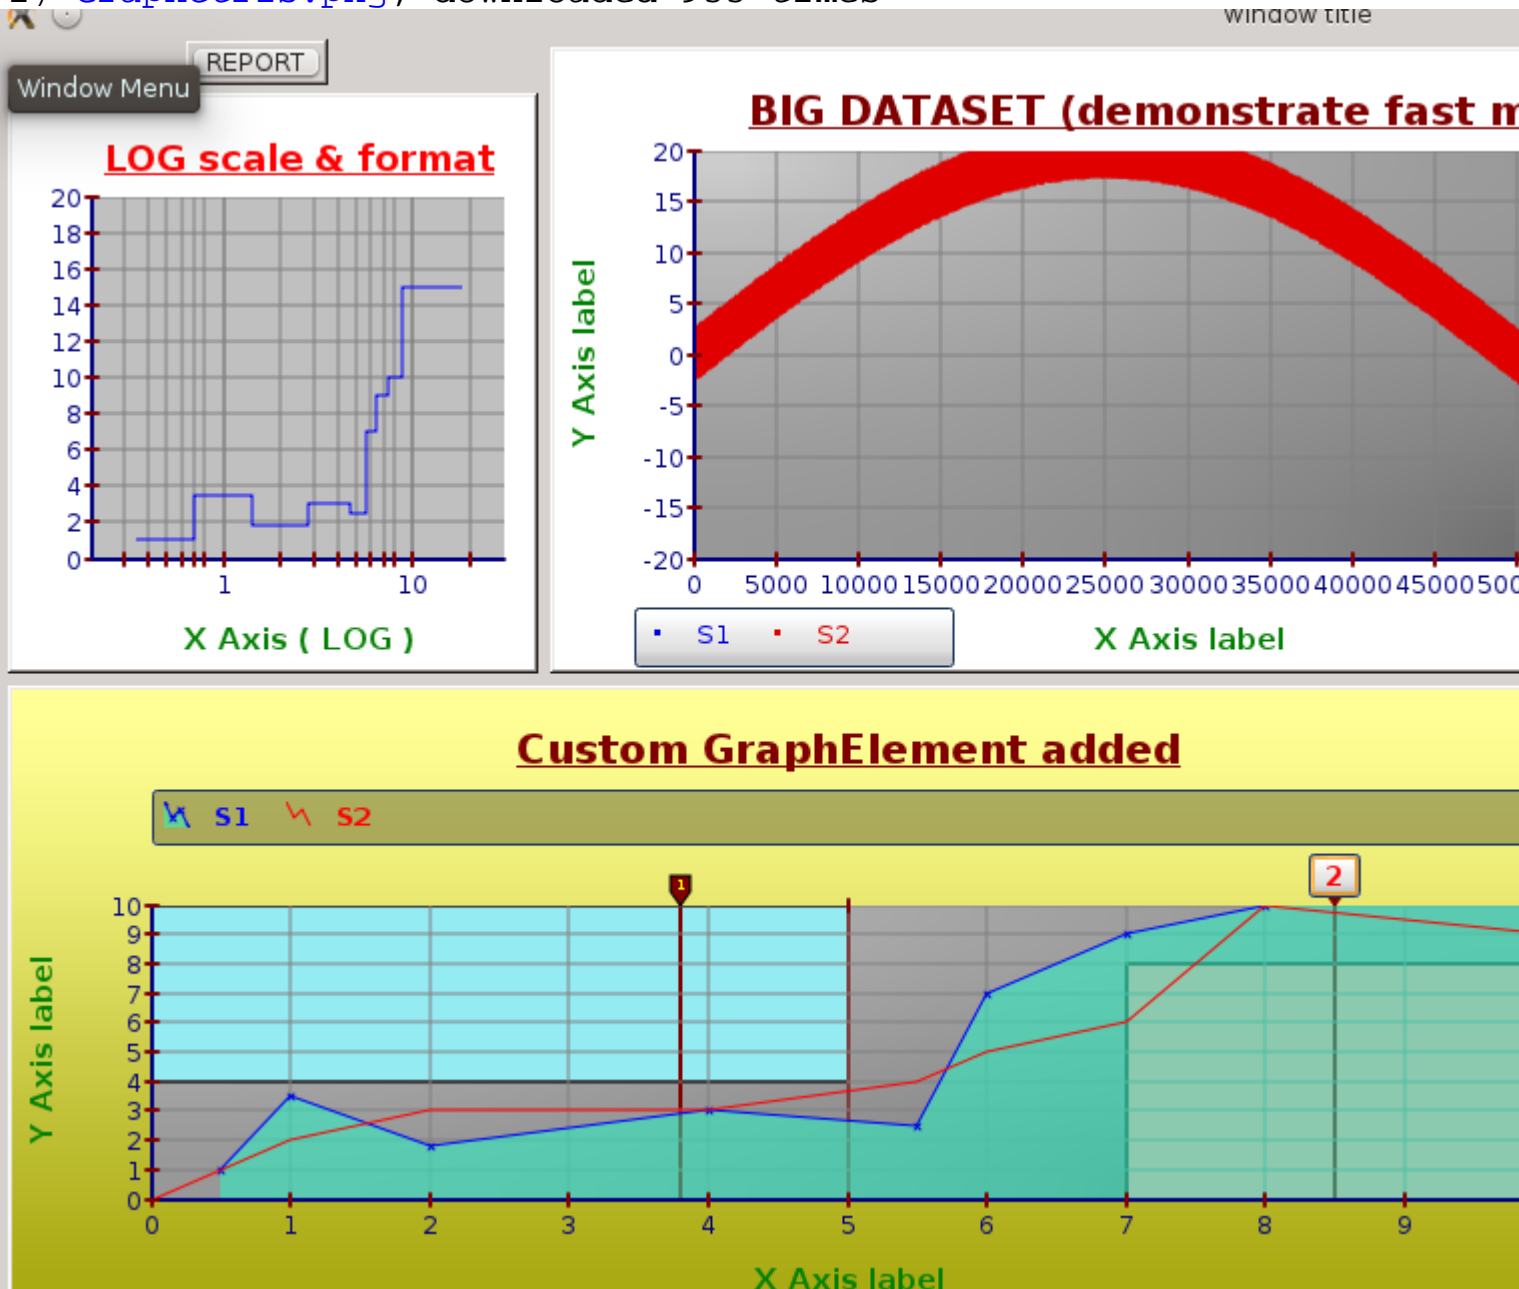 window title
REPORT
Window Menu
LOG scale & format
20
18
16
14
12
10
8
6
4
2
0
1 10
X Axis ( LOG )
BIG DATASET (demonstrate fast m
Y Axis label
20
15
10
5
0
-5
-10
-15
-20
0 5000 10000 15000 20000 25000 30000 35000 40000 45000 500
S1 S2
X Axis label
Custom GraphElement added
S1 S2
1
2
Y Axis label
10
9
8
7
6
5
4
3
2
1
0
0 1 2 3 4 5 6 7 8 9
X Axis label